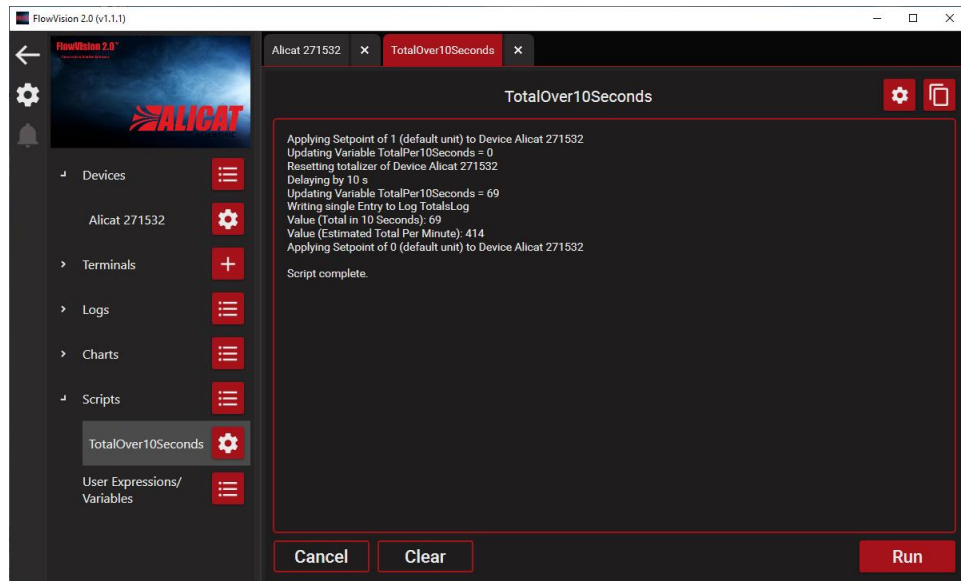 FlowVision 2.0 (v1.1.1)
FlowVision 2.0™
ALICAT
Devices
Alicat 271532
Terminals
Logs
Charts
Scripts
TotalOver10Seconds
User Expressions/
Variables
Alicat 271532
TotalOver10Seconds
TotalOver10Seconds
Applying Setpoint of 1 (default unit) to Device Alicat 271532
Updating Variable TotalPer10Seconds = 0
Resetting totalizer of Device Alicat 271532
Delaying by 10 s
Updating Variable TotalPer10Seconds = 69
Writing single Entry to Log TotalsLog
Value (Total in 10 Seconds): 69
Value (Estimated Total Per Minute): 414
Applying Setpoint of 0 (default unit) to Device Alicat 271532
Script complete.
Cancel
Clear
Run